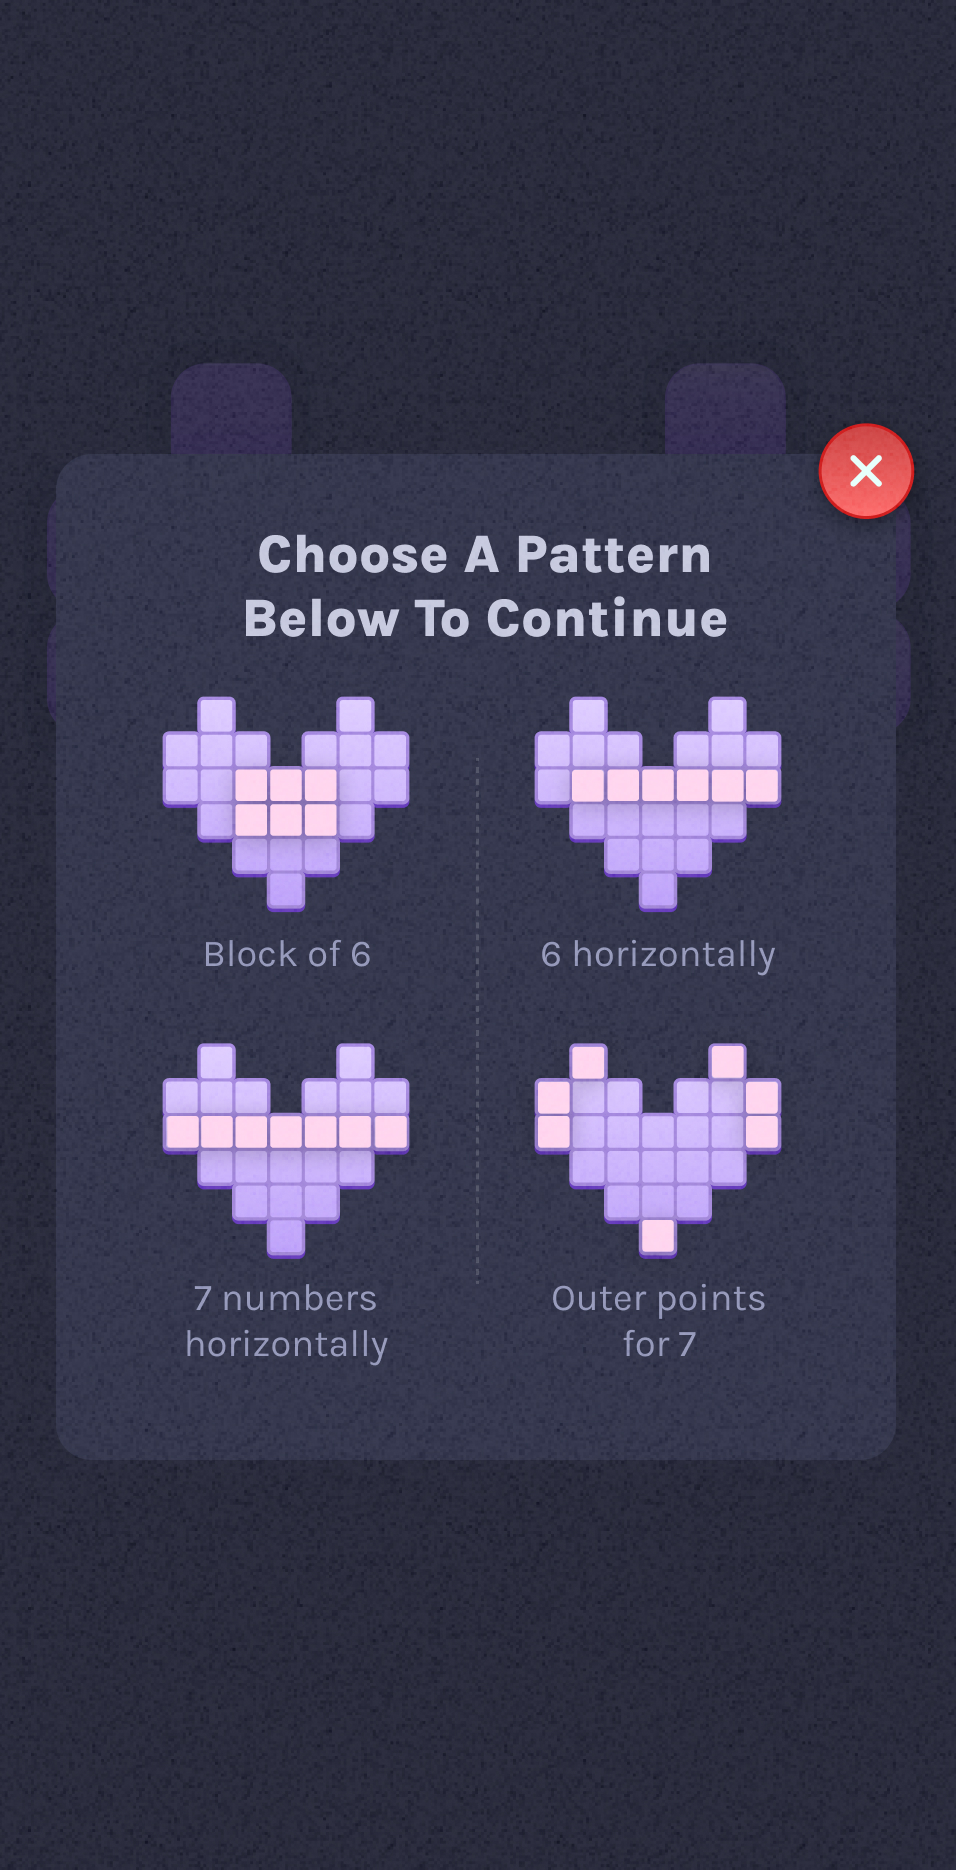 Choose A Pattern
Below To Continue
Block of 6
6 horizontally
7 numbers
horizontally
Outer points
for 7